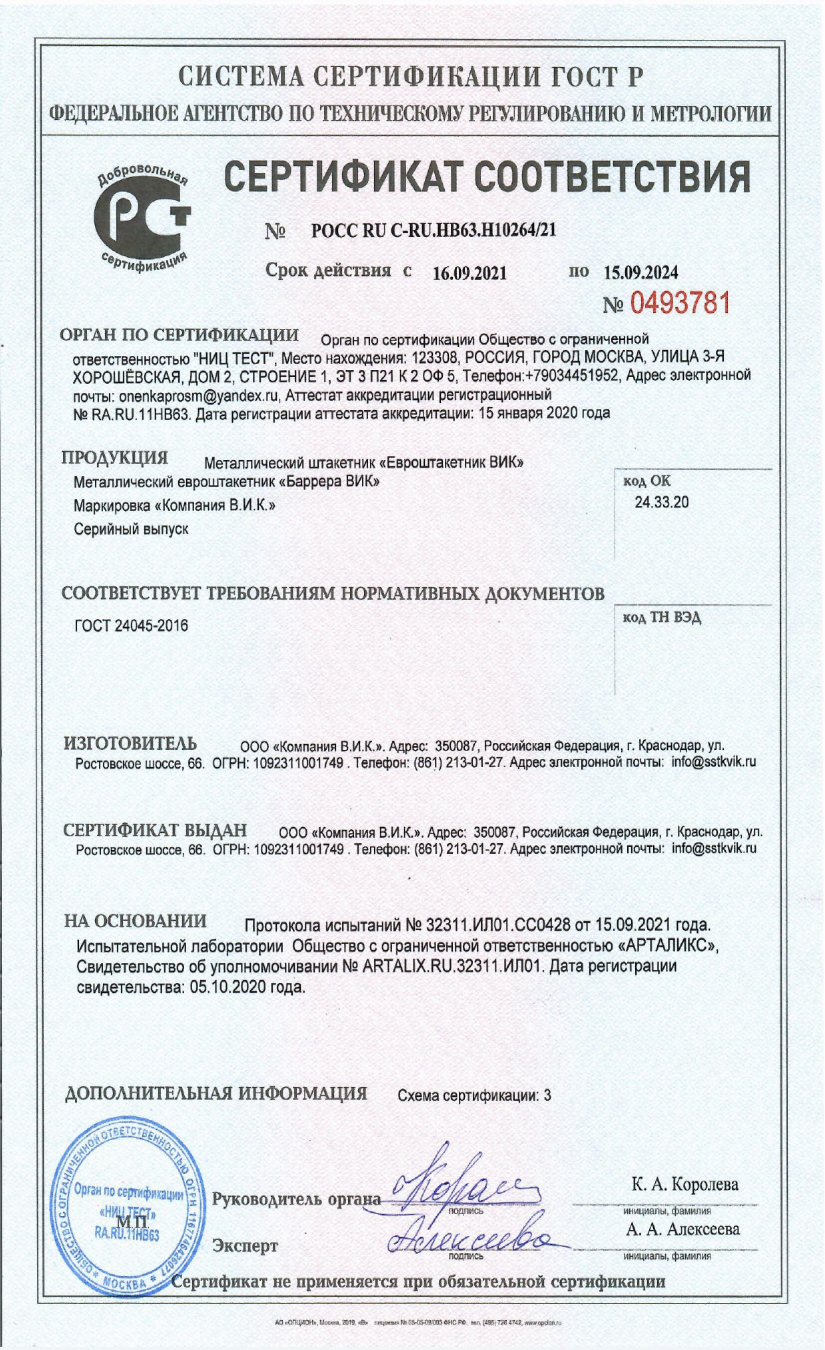 СИСТЕМА СЕРТИФИКАЦИИ ГОСТ Р
ФЕДЕРАЛЬНОЕ АГЕНТСТВО ПО ТЕХНИЧЕСКОМУ РЕГУЛИРОВАНИЮ И МЕТРОЛОГИИ
Добровольная
РСТ
сертификация
СЕРТИФИКАТ СООТВЕТСТВИЯ
№ РОСС RU С-RU.НВ63.Н10264/21
Срок действия с 16.09.2021 по 15.09.2024
№ 0493781
ОРГАН ПО СЕРТИФИКАЦИИ Орган по сертификации Общество с ограниченной
ответственностью "НИЦ ТЕСТ", Место нахождения: 123308, РОССИЯ, ГОРОД МОСКВА, УЛИЦА 3-Я
ХОРОШЁВСКАЯ, ДОМ 2, СТРОЕНИЕ 1, ЭТ 3 П21 К 2 ОФ 5, Телефон:+79034451952, Адрес электронной
почты: onenkaprosm@yandex.ru, Аттестат аккредитации регистрационный
№ RA.RU.11НВ63. Дата регистрации аттестата аккредитации: 15 января 2020 года
ПРОДУКЦИЯ Металлический штакетник «Евроштакетник ВИК»
Металлический евроштакетник «Баррера ВИК»
Маркировка «Компания В.И.К.»
Серийный выпуск
код ОК
24.33.20
СООТВЕТСТВУЕТ ТРЕБОВАНИЯМ НОРМАТИВНЫХ ДОКУМЕНТОВ
ГОСТ 24045-2016
код ТН ВЭД
ИЗГОТОВИТЕЛЬ ООО «Компания В.И.К.». Адрес: 350087, Российская Федерация, г. Краснодар, ул.
Ростовское шоссе, 66. ОГРН: 1092311001749 . Телефон: (861) 213-01-27. Адрес электронной почты: info@sstkvik.ru
СЕРТИФИКАТ ВЫДАН ООО «Компания В.И.К.». Адрес: 350087, Российская Федерация, г. Краснодар, ул.
Ростовское шоссе, 66. ОГРН: 1092311001749 . Телефон: (861) 213-01-27. Адрес электронной почты: info@sstkvik.ru
НА ОСНОВАНИИ Протокола испытаний № 32311.ИЛ01.СС0428 от 15.09.2021 года.
Испытательной лаборатории Общество с ограниченной ответственностью «АРТАЛИКС»,
Свидетельство об уполномочивании № ARTALIX.RU.32311.ИЛ01. Дата регистрации
свидетельства: 05.10.2020 года.
ДОПОЛНИТЕЛЬНАЯ ИНФОРМАЦИЯ Схема сертификации: 3
ОБЩЕСТВО С ОГРАНИЧЕННОЙ ОТВЕТСТВЕННОСТЬЮ ОГРН
МОСКВА
Орган по сертификации
«НИЦ ТЕСТ»
М.П.
RA.RU.11НВ63
Руководитель органа К. А. Королева
подпись инициалы, фамилия
Эксперт Алексеева А. А. Алексеева
подпись инициалы, фамилия
Сертификат не применяется при обязательной сертификации
АО «ОПЦИОН», Москва, 2019, «В» лицензия № 05-05-09/003 ФНС РФ, тел. (495) 726 4742, www.opcion.ru